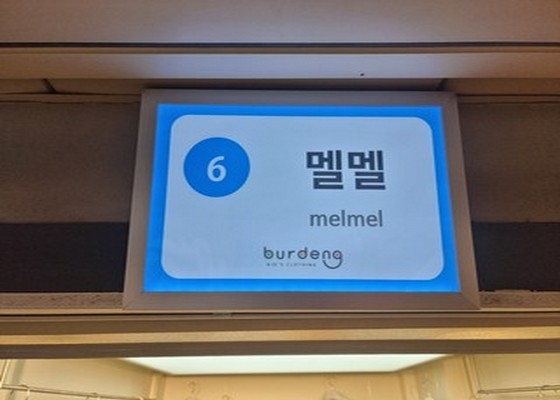 6
멜멜
melmel
burdeng
KID'S CLOTHING